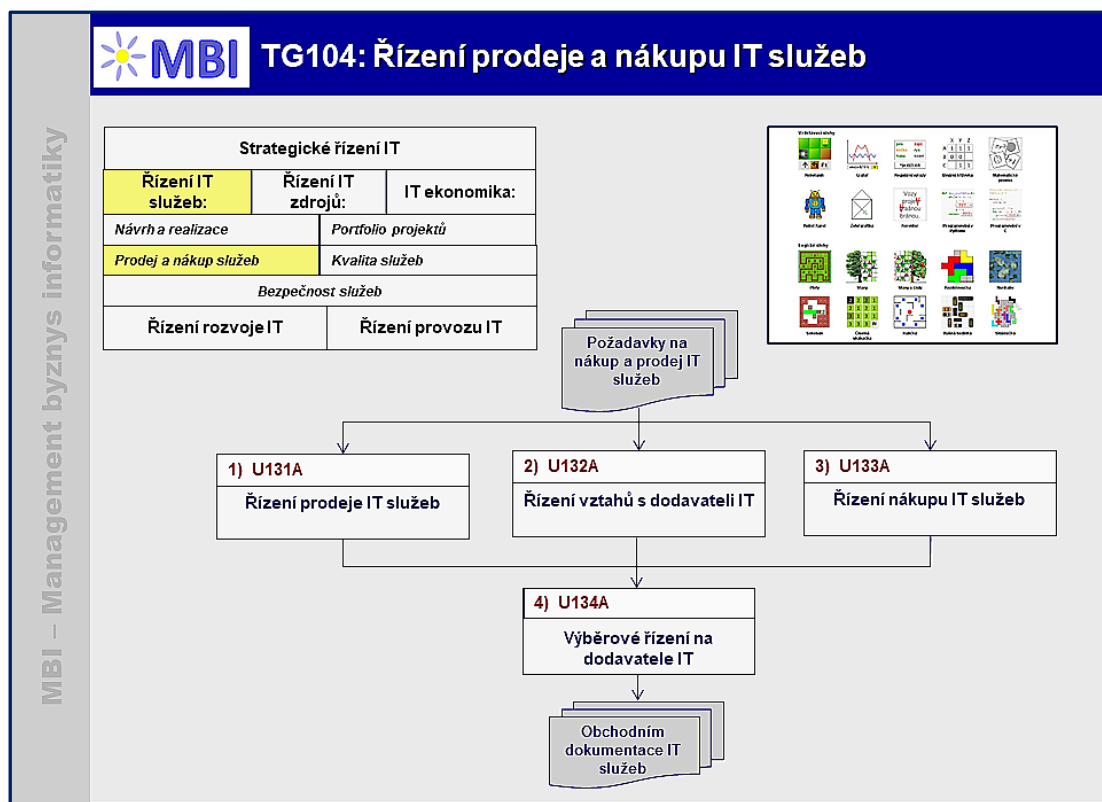 MBI
TG104: Řízení prodeje a nákupu IT služeb
MBI – Management byznys informatiky
Strategické řízení IT
Řízení IT
služeb:
Řízení IT
zdrojů:
IT ekonomika:
Návrh a realizace
Portfolio projektů
Prodej a nákup služeb
Kvalita služeb
Bezpečnost služeb
Řízení rozvoje IT
Řízení provozu IT
Požadavky na
nákup a prodej IT
služeb
1) U131A
Řízení prodeje IT služeb
2) U132A
Řízení vztahů s dodavateli IT
3) U133A
Řízení nákupu IT služeb
4) U134A
Výběrové řízení na
dodavatele IT
Obchodním
dokumentace IT
služeb